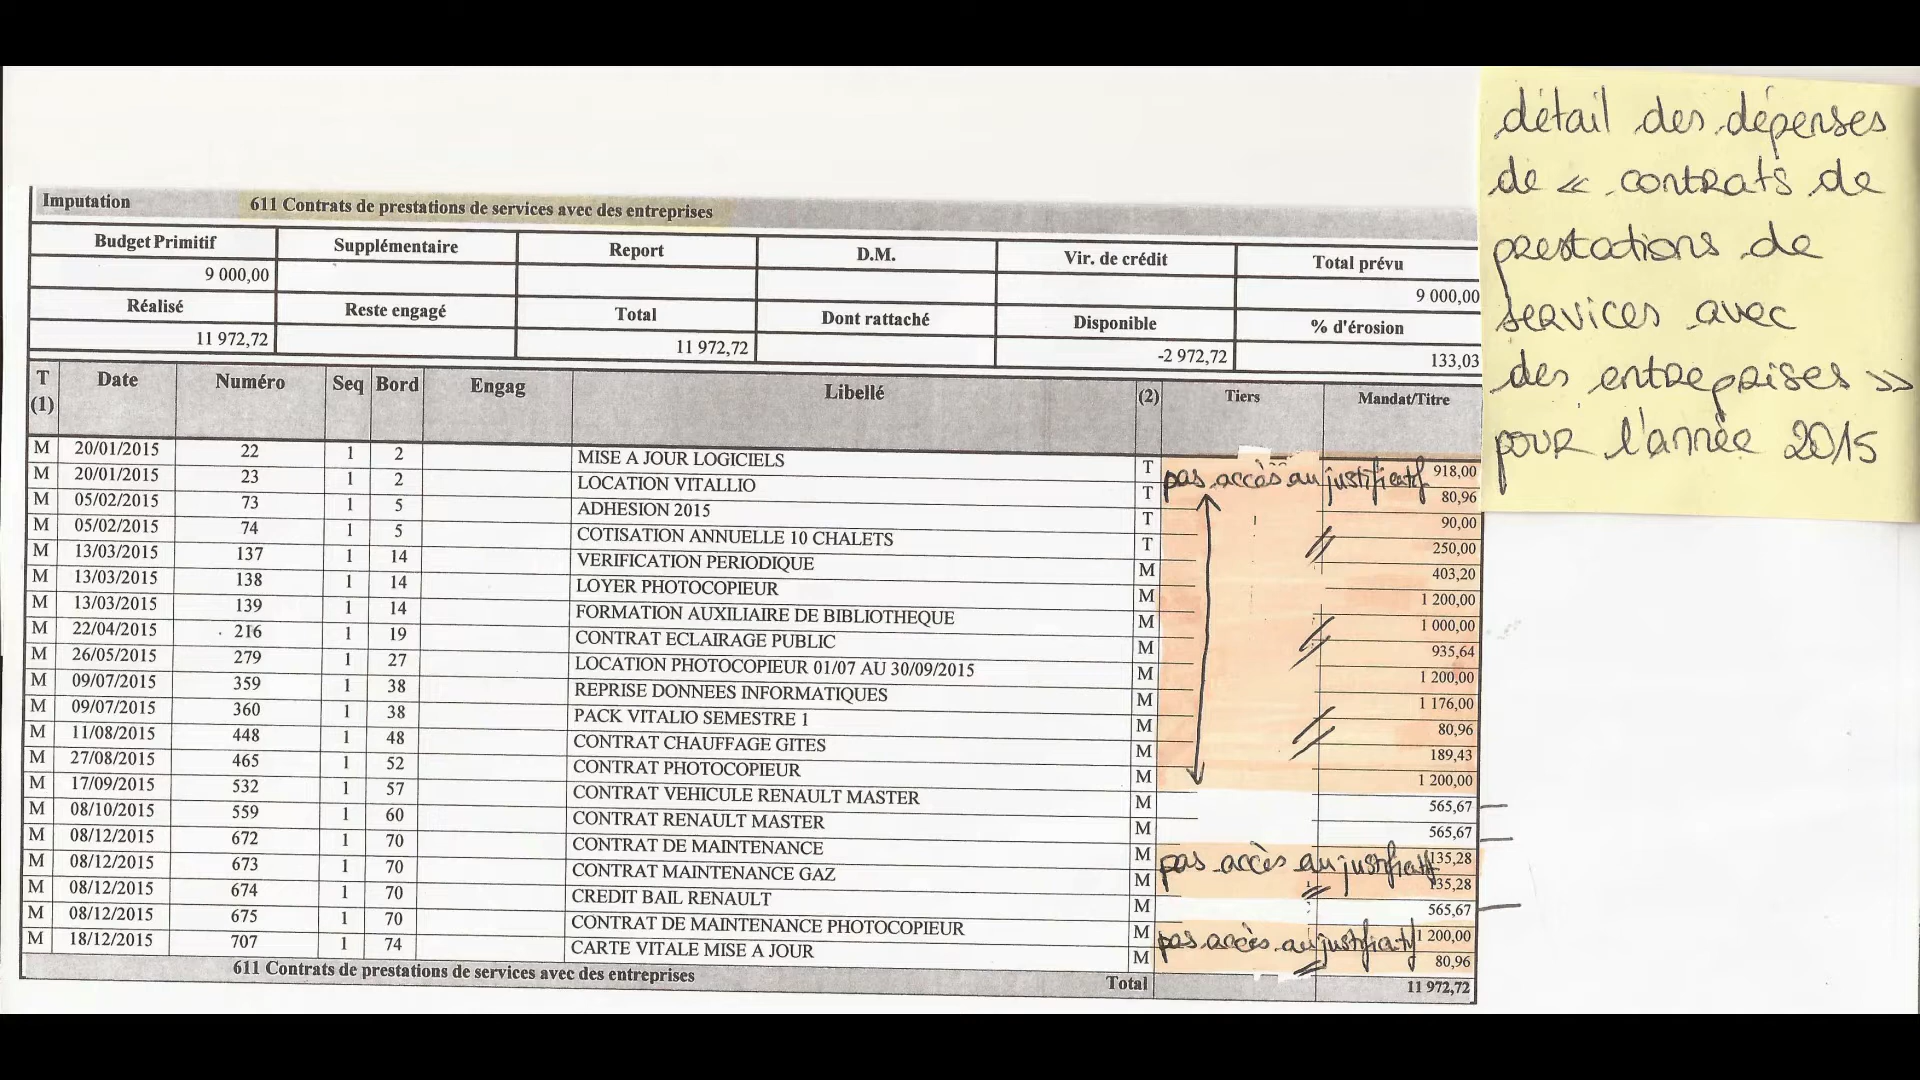 Imputation 611 Contrats de prestations de services avec des entreprises
Budget Primitif Supplémentaire Report D.M. Vir. de crédit Total prévu
9 000,00 9 000,00
Réalisé Reste engagé Total Dont rattaché Disponible % d'érosion
11 972,72 11 972,72 -2 972,72 133,03
T (1) Date Numéro Seq Bord Engag Libellé (2) Tiers Mandat/Titre
M 20/01/2015 22 1 2 MISE A JOUR LOGICIELS T pas accès au justificatif 918,00
M 20/01/2015 23 1 2 LOCATION VITALLIO T 80,96
M 05/02/2015 73 1 5 ADHESION 2015 T 90,00
M 05/02/2015 74 1 5 COTISATION ANNUELLE 10 CHALETS T 250,00
M 13/03/2015 137 1 14 VERIFICATION PERIODIQUE M 403,20
M 13/03/2015 138 1 14 LOYER PHOTOCOPIEUR M 1 200,00
M 13/03/2015 139 1 14 FORMATION AUXILIAIRE DE BIBLIOTHEQUE M 1 000,00
M 22/04/2015 216 1 19 CONTRAT ECLAIRAGE PUBLIC M 935,64
M 26/05/2015 279 1 27 LOCATION PHOTOCOPIEUR 01/07 AU 30/09/2015 M 1 200,00
M 09/07/2015 359 1 38 REPRISE DONNEES INFORMATIQUES M 1 176,00
M 09/07/2015 360 1 38 PACK VITALIO SEMESTRE 1 M 80,96
M 11/08/2015 448 1 48 CONTRAT CHAUFFAGE GITES M 189,43
M 27/08/2015 465 1 52 CONTRAT PHOTOCOPIEUR M 1 200,00
M 17/09/2015 532 1 57 CONTRAT VEHICULE RENAULT MASTER M 565,67
M 08/10/2015 559 1 60 CONTRAT RENAULT MASTER M 565,67
M 08/12/2015 672 1 70 CONTRAT DE MAINTENANCE M pas accès au justificatif 135,28
M 08/12/2015 673 1 70 CONTRAT MAINTENANCE GAZ M 135,28
M 08/12/2015 674 1 70 CREDIT BAIL RENAULT M 565,67
M 08/12/2015 675 1 70 CONTRAT DE MAINTENANCE PHOTOCOPIEUR M pas accès au justificatif 1 200,00
M 18/12/2015 707 1 74 CARTE VITALE MISE A JOUR M 80,96
611 Contrats de prestations de services avec des entreprises Total 11 972,72
détail des dépenses
de « contrats de
prestations de
services avec
des entreprises »
pour l'année 2015